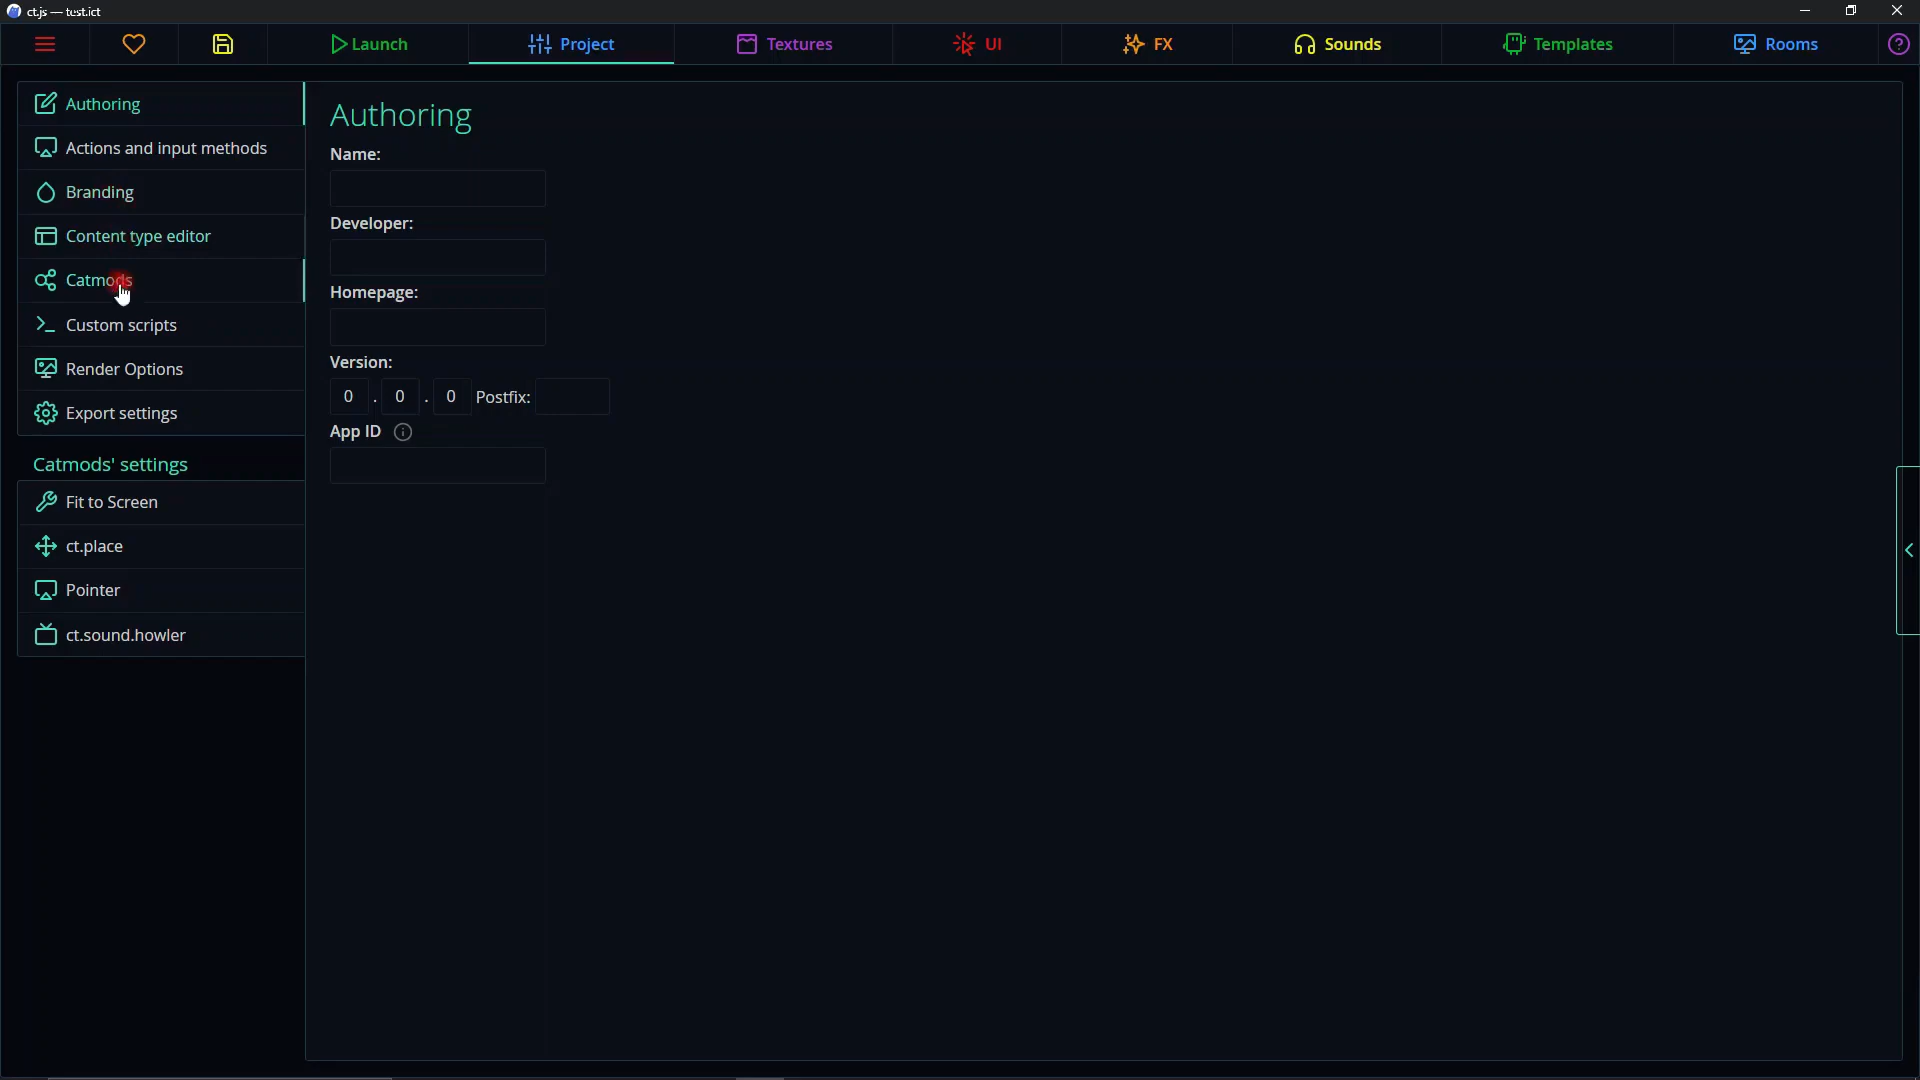 ct.js — test.ict
Launch
Project
Textures
UI
FX
Sounds
Templates
Rooms
Authoring
Actions and input methods
Branding
Content type editor
Catmods
Custom scripts
Render Options
Export settings
Catmods' settings
Fit to Screen
ct.place
Pointer
ct.sound.howler
Authoring
Name:
Developer:
Homepage:
Version:
0 . 0 . 0 Postfix:
App ID